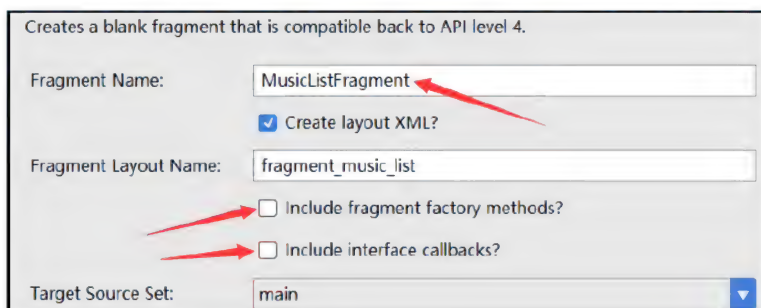 Creates a blank fragment that is compatible back to API level 4.
Fragment Name: MusicListFragment
Create layout XML?
Fragment Layout Name: fragment_music_list
Include fragment factory methods?
Include interface callbacks?
Target Source Set: main